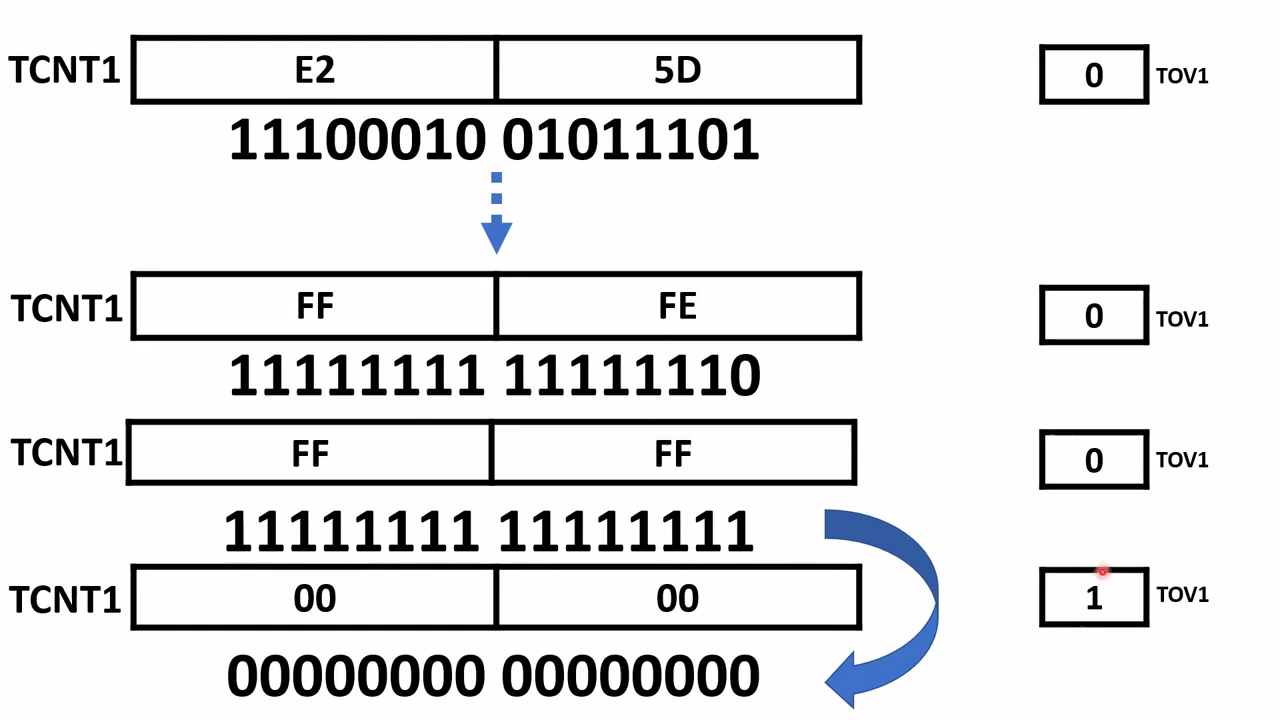 TCNT1 E2 5D 0 TOV1
11100010 01011101
TCNT1 FF FE 0 TOV1
11111111 11111110
TCNT1 FF FF 0 TOV1
11111111 11111111
TCNT1 00 00 1 TOV1
00000000 00000000